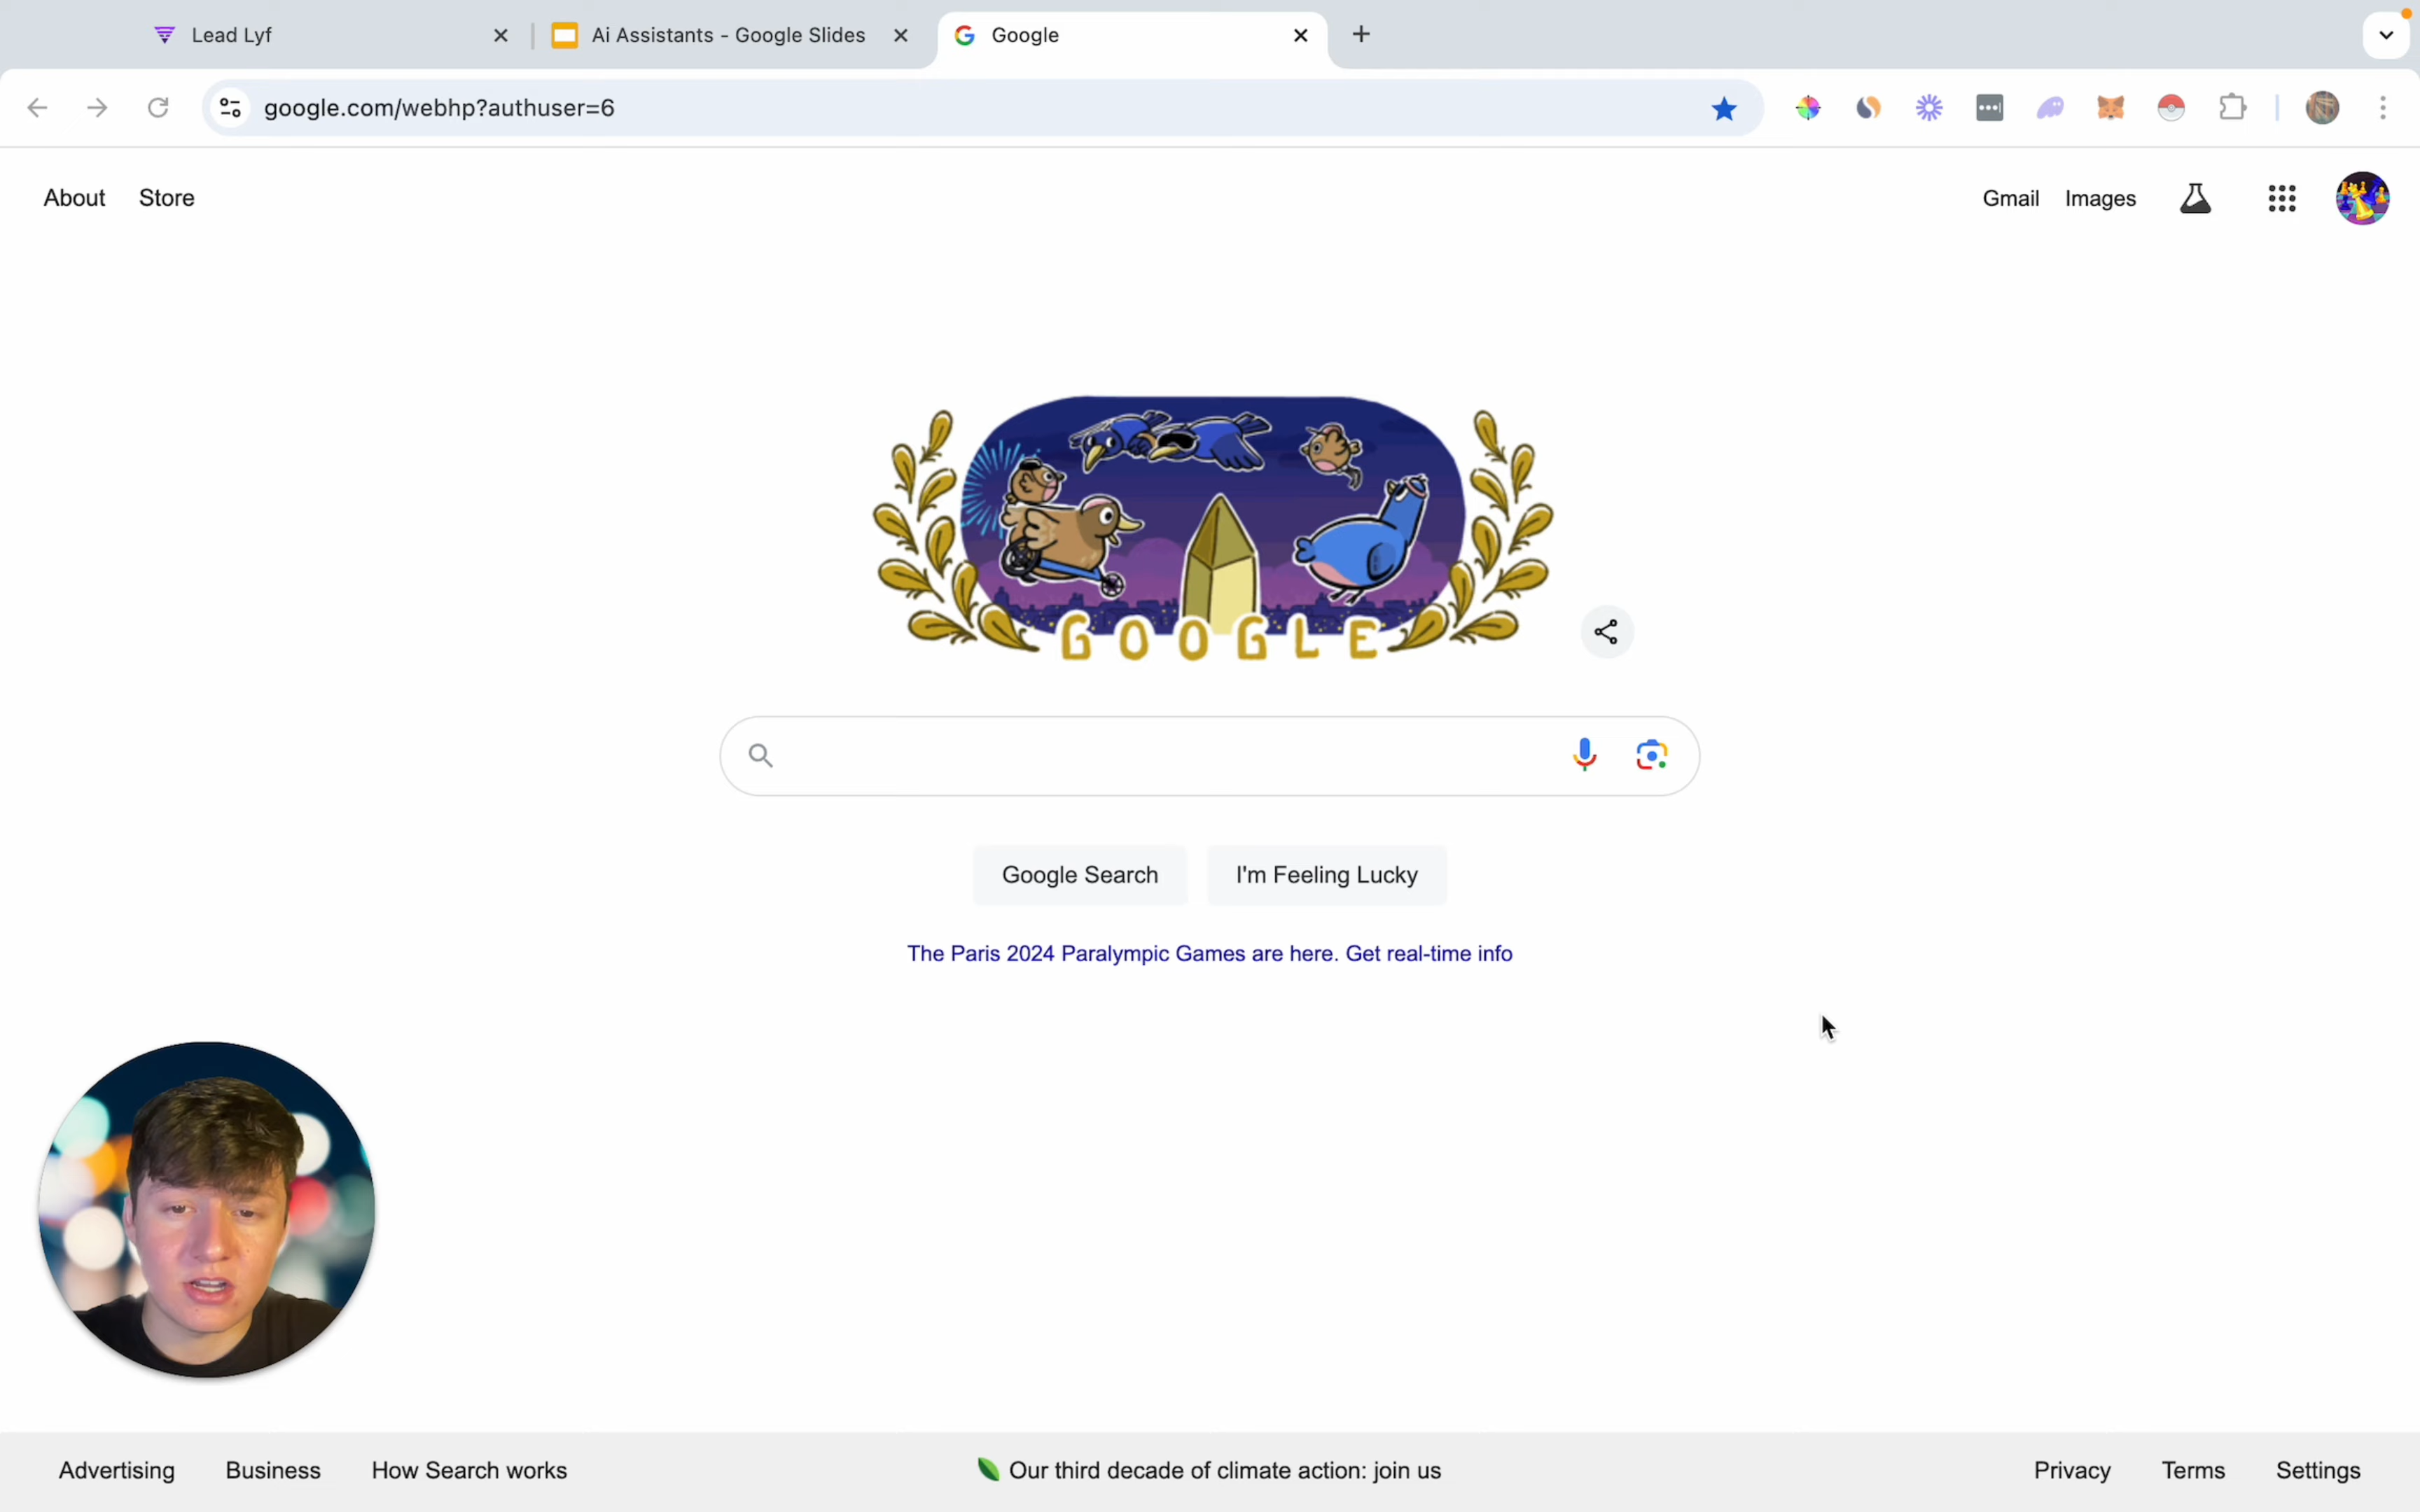 Lead Lyf
Ai Assistants - Google Slides
Google
google.com/webhp?authuser=6
About Store
Gmail Images
GOOGLE
Google Search
I'm Feeling Lucky
The Paris 2024 Paralympic Games are here. Get real-time info
Advertising Business How Search works
Our third decade of climate action: join us
Privacy Terms Settings